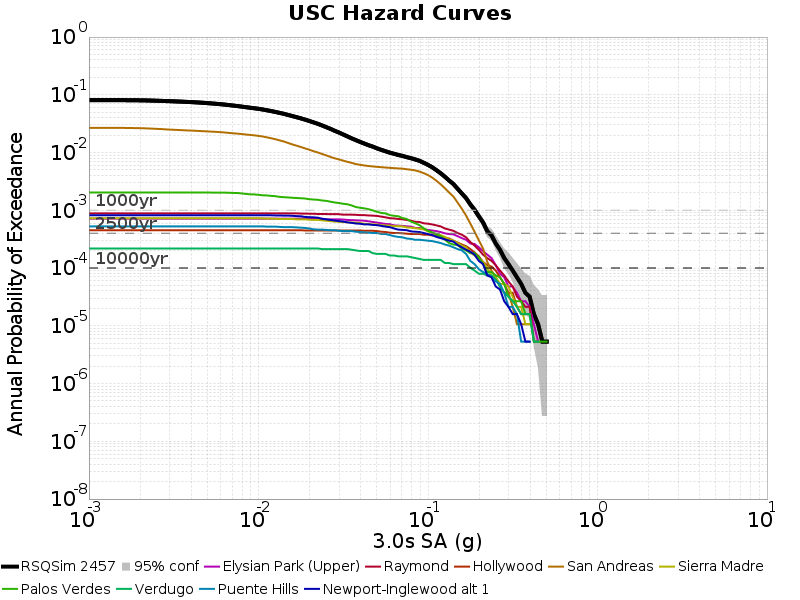 USC Hazard Curves
Annual Probability of Exceedance
10^0
10^-1
10^-2
10^-3
10^-4
10^-5
10^-6
10^-7
10^-8
1000yr
2500yr
10000yr
10^-3 10^-2 10^-1 10^0 10^1
3.0s SA (g)
RSQSim 2457 95% conf Elysian Park (Upper) Raymond Hollywood San Andreas Sierra Madre
Palos Verdes Verdugo Puente Hills Newport-Inglewood alt 1